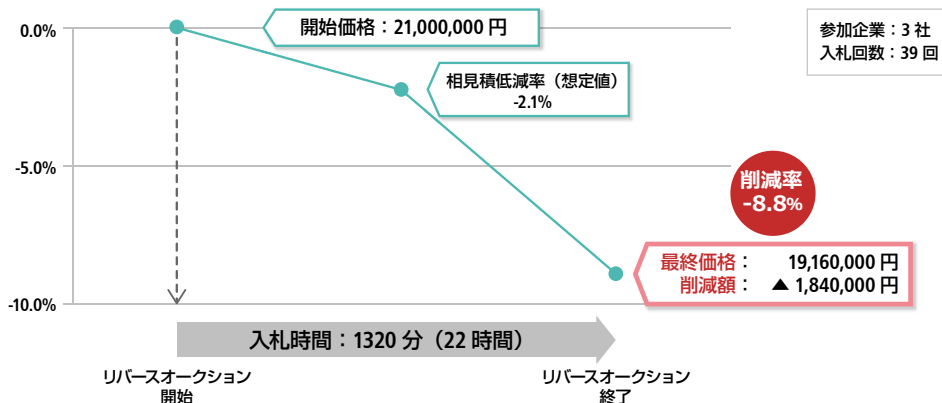 0.0%
開始価格：21,000,000 円
参加企業：3 社
入札回数：39 回
相見積低減率（想定値）
-2.1%
-5.0%
削減率
-8.8%
最終価格： 19,160,000 円
削減額： ▲ 1,840,000 円
-10.0%
入札時間：1320 分（22 時間）
リバースオークション
開始
リバースオークション
終了